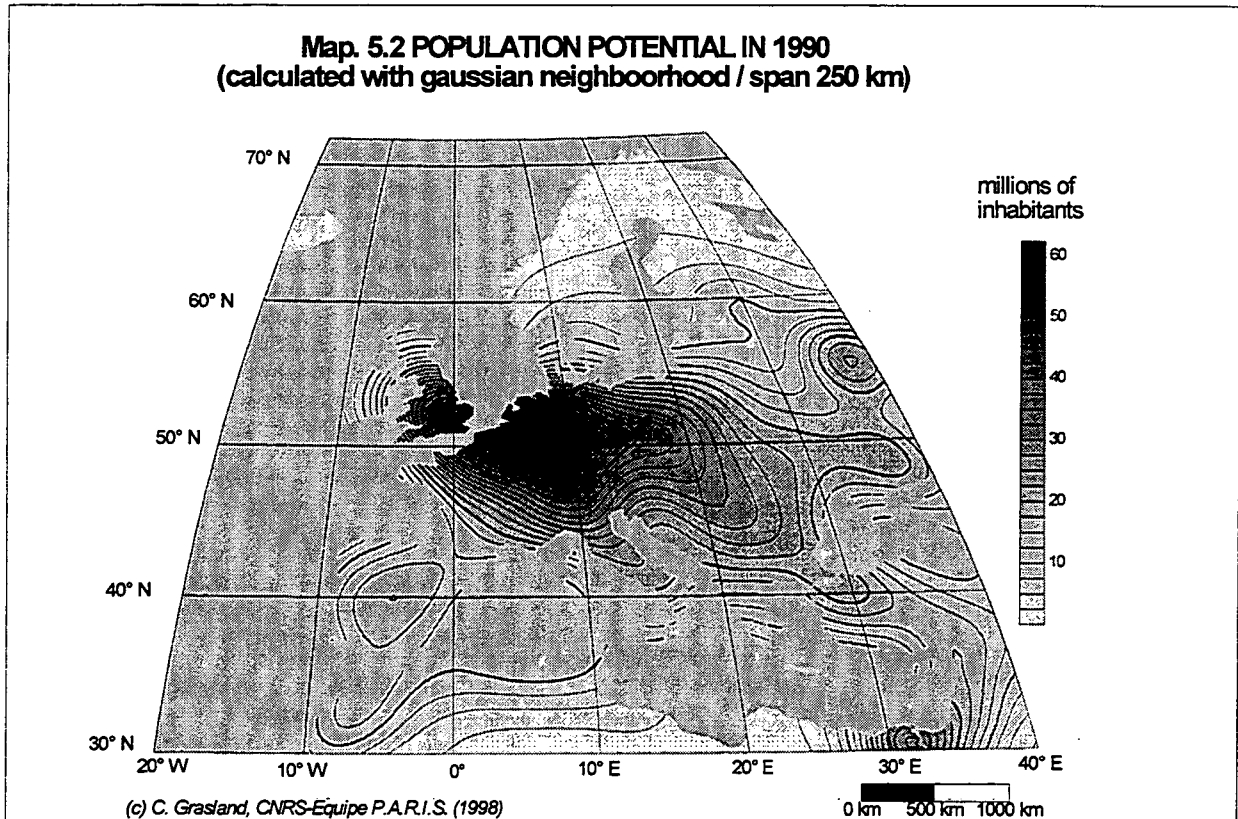 Map. 5.2 POPULATION POTENTIAL IN 1990
(calculated with gaussian neighboorhood / span 250 km)
70° N
60° N
50° N
40° N
30° N
20° W
10° W
0°
10° E
20° E
30° E
40° E
millions of
inhabitants
60
50
40
30
20
10
0 km 500 km 1000 km
(c) C. Grasland, CNRS-Equipe P.A.R.I.S. (1998)